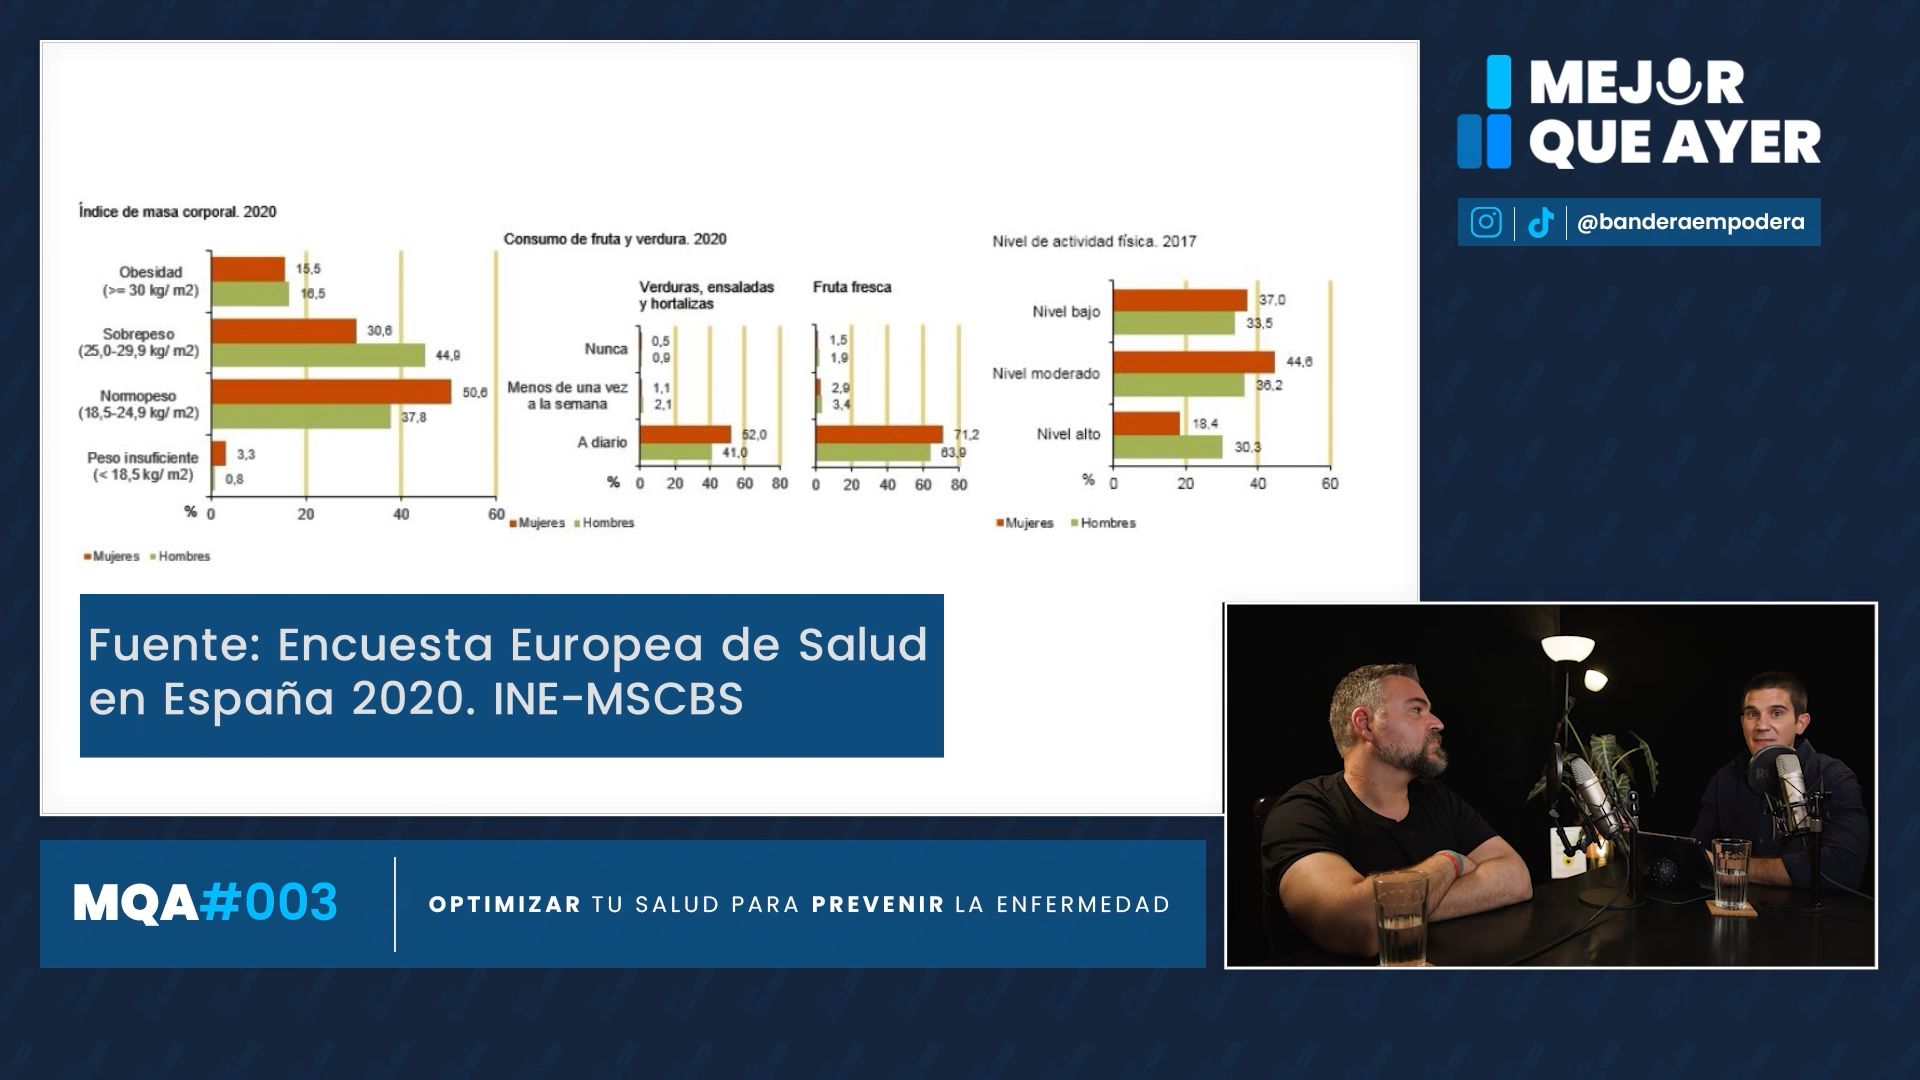 Índice de masa corporal. 2020
Obesidad
(>= 30 kg/ m2)
15,5
16,5
Sobrepeso
(25,0-29,9 kg/ m2)
30,6
44,9
Normopeso
(18,5-24,9 kg/ m2)
50,6
37,8
Peso insuficiente
(< 18,5 kg/ m2)
3,3
0,8
% 0 20 40 60
Mujeres Hombres
Consumo de fruta y verdura. 2020
Verduras, ensaladas
y hortalizas
Fruta fresca
Nunca
0,5
0,9
1,5
1,9
Menos de una vez
a la semana
1,1
2,1
2,9
3,4
A diario
52,0
41,0
71,2
63,9
% 0 20 40 60 80 0 20 40 60 80
Mujeres Hombres
Nivel de actividad física. 2017
Nivel bajo
37,0
33,5
Nivel moderado
44,6
36,2
Nivel alto
18,4
30,3
% 0 20 40 60
Mujeres Hombres
Fuente: Encuesta Europea de Salud
en España 2020. INE-MSCBS
MEJOR
QUE AYER
@banderaempodera
MQA#003
OPTIMIZAR TU SALUD PARA PREVENIR LA ENFERMEDAD